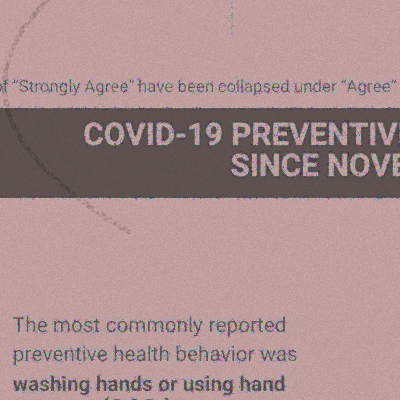 of “Strongly Agree” have been collapsed under “Agree”
COVID-19 PREVENTIV
SINCE NOVE
The most commonly reported
preventive health behavior was
washing hands or using hand